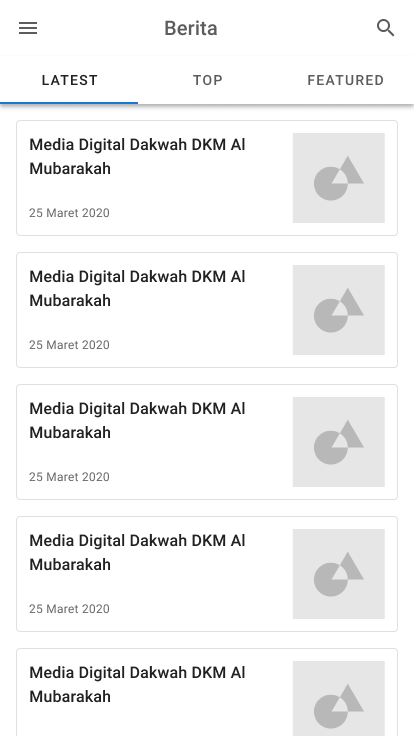 Berita
LATEST
TOP
FEATURED
Media Digital Dakwah DKM Al
Mubarakah
25 Maret 2020
Media Digital Dakwah DKM Al
Mubarakah
25 Maret 2020
Media Digital Dakwah DKM Al
Mubarakah
25 Maret 2020
Media Digital Dakwah DKM Al
Mubarakah
25 Maret 2020
Media Digital Dakwah DKM Al
Mubarakah